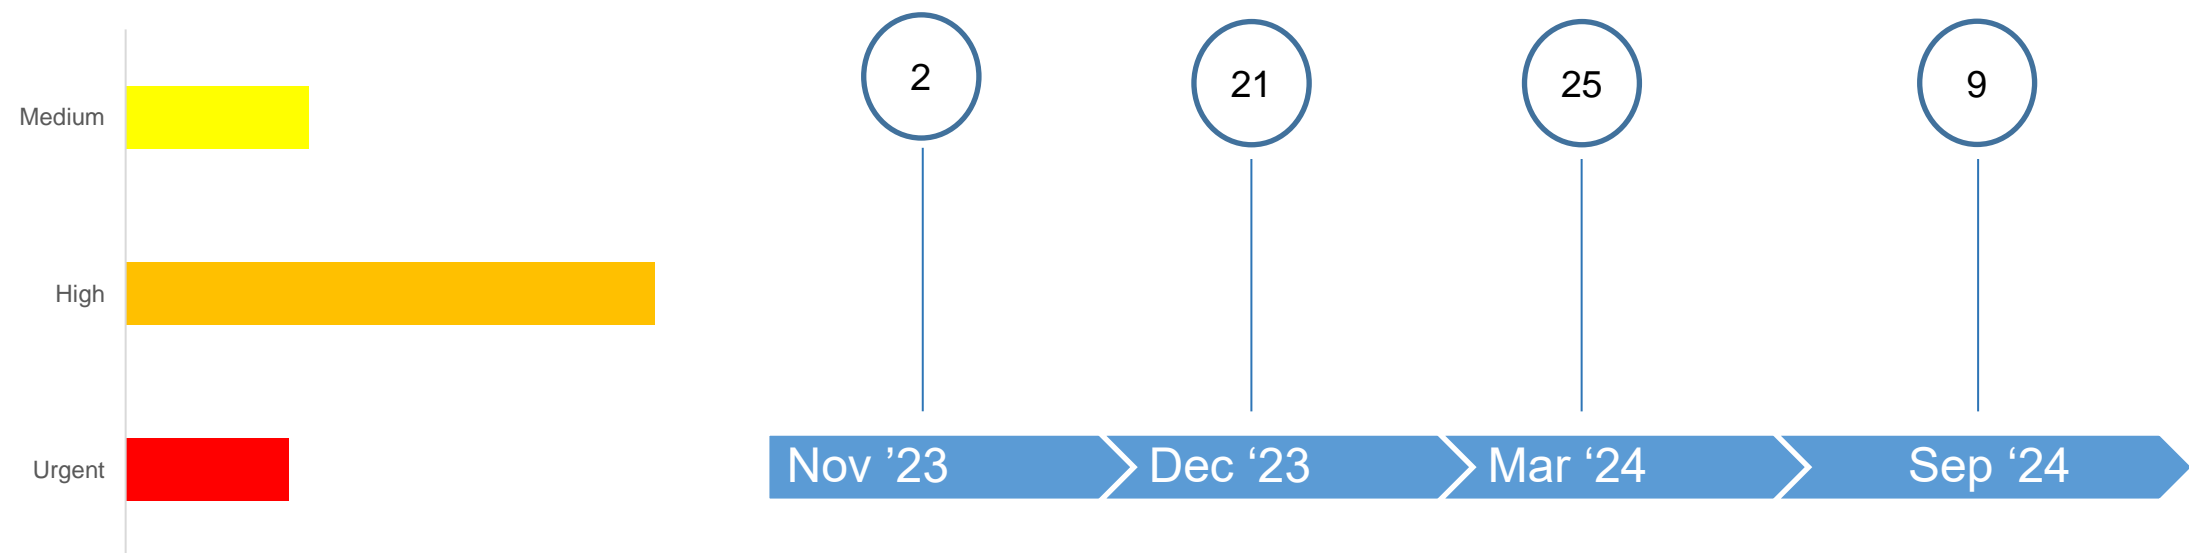 Medium
High
Urgent
2
21
25
9
Nov ’23
Dec ‘23
Mar ‘24
Sep ‘24